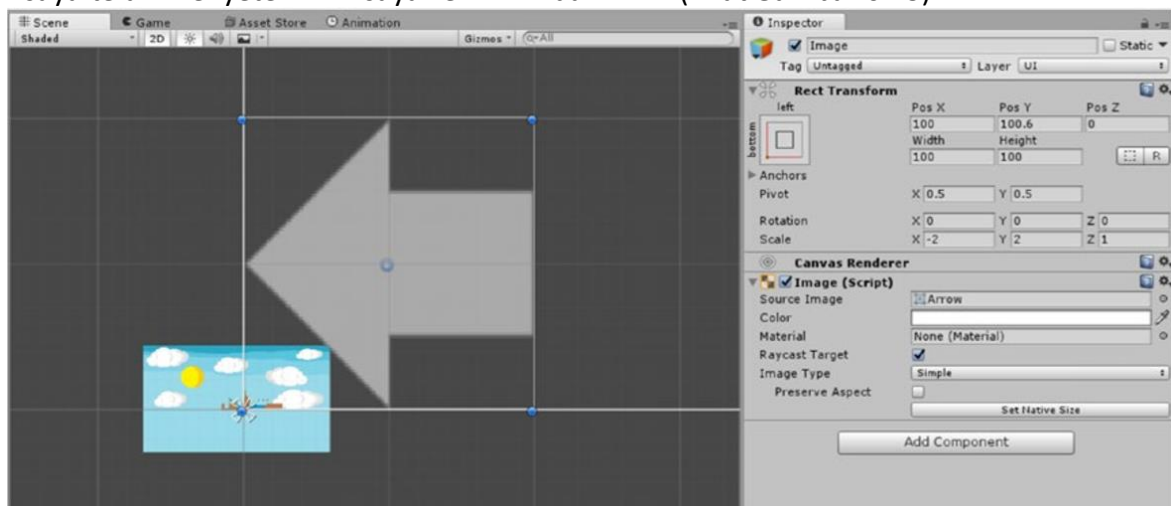 Scene Game Asset Store Animation
Shaded 2D Gizmos Q▾All
Inspector
Image Static
Tag Untagged Layer UI
Rect Transform
left Pos X Pos Y Pos Z
bottom 100 100.6 0
Width Height
100 100 R
Anchors
Pivot X 0.5 Y 0.5
Rotation X 0 Y 0 Z 0
Scale X -2 Y 2 Z 1
Canvas Renderer
Image (Script)
Source Image Arrow
Color
Material None (Material)
Raycast Target
Image Type Simple
Preserve Aspect
Set Native Size
Add Component